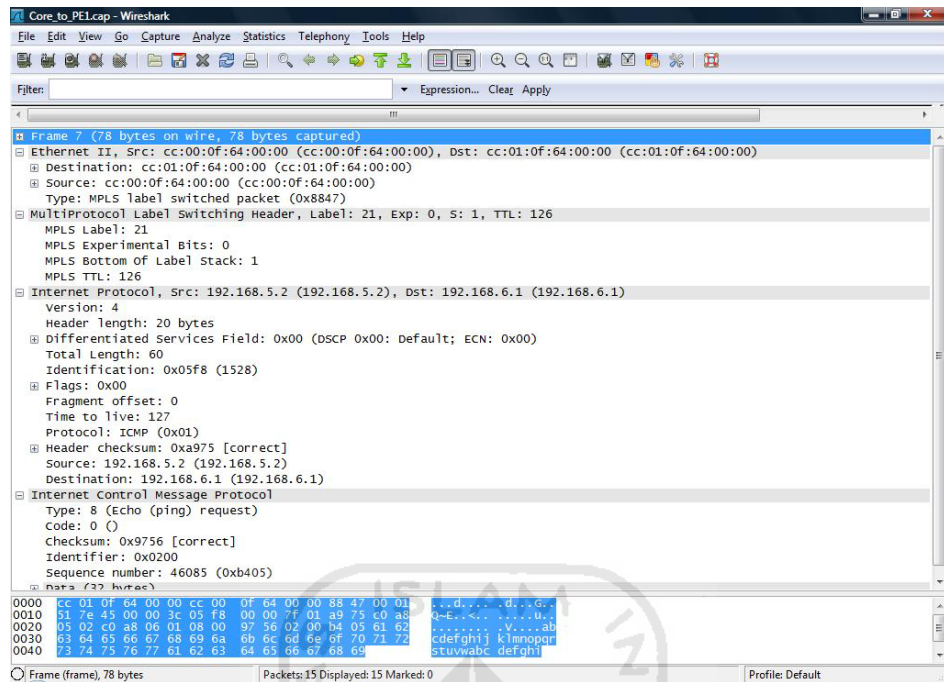 Core_to_PE1.cap - Wireshark
File Edit View Go Capture Analyze Statistics Telephony Tools Help
Filter: Expression... Clear Apply
Frame 7 (78 bytes on wire, 78 bytes captured)
Ethernet II, Src: cc:00:0f:64:00:00 (cc:00:0f:64:00:00), Dst: cc:01:0f:64:00:00 (cc:01:0f:64:00:00)
Destination: cc:01:0f:64:00:00 (cc:01:0f:64:00:00)
Source: cc:00:0f:64:00:00 (cc:00:0f:64:00:00)
Type: MPLS label switched packet (0x8847)
MultiProtocol Label Switching Header, Label: 21, Exp: 0, S: 1, TTL: 126
MPLS Label: 21
MPLS Experimental Bits: 0
MPLS Bottom Of Label Stack: 1
MPLS TTL: 126
Internet Protocol, Src: 192.168.5.2 (192.168.5.2), Dst: 192.168.6.1 (192.168.6.1)
Version: 4
Header length: 20 bytes
Differentiated Services Field: 0x00 (DSCP 0x00: Default; ECN: 0x00)
Total Length: 60
Identification: 0x05f8 (1528)
Flags: 0x00
Fragment offset: 0
Time to live: 127
Protocol: ICMP (0x01)
Header checksum: 0xa975 [correct]
Source: 192.168.5.2 (192.168.5.2)
Destination: 192.168.6.1 (192.168.6.1)
Internet Control Message Protocol
Type: 8 (Echo (ping) request)
Code: 0 ()
Checksum: 0x9756 [correct]
Identifier: 0x0200
Sequence number: 46085 (0xb405)
Data (32 bytes)
ISLAM
0000 cc 01 0f 64 00 00 cc 00 0f 64 00 00 88 47 00 01 ...d.... .d...G..
0010 51 7e 45 00 00 3c 05 f8 00 00 7f 01 a9 75 c0 a8 Q~E..<.. .....u..
0020 05 02 c0 a8 06 01 08 00 97 56 02 00 b4 05 61 62 ........ .V....ab
0030 63 64 65 66 67 68 69 6a 6b 6c 6d 6e 6f 70 71 72 cdefghij klmnopqr
0040 73 74 75 76 77 61 62 63 64 65 66 67 68 69 stuvwabc defghi
Frame (frame), 78 bytes Packets: 15 Displayed: 15 Marked: 0 Profile: Default